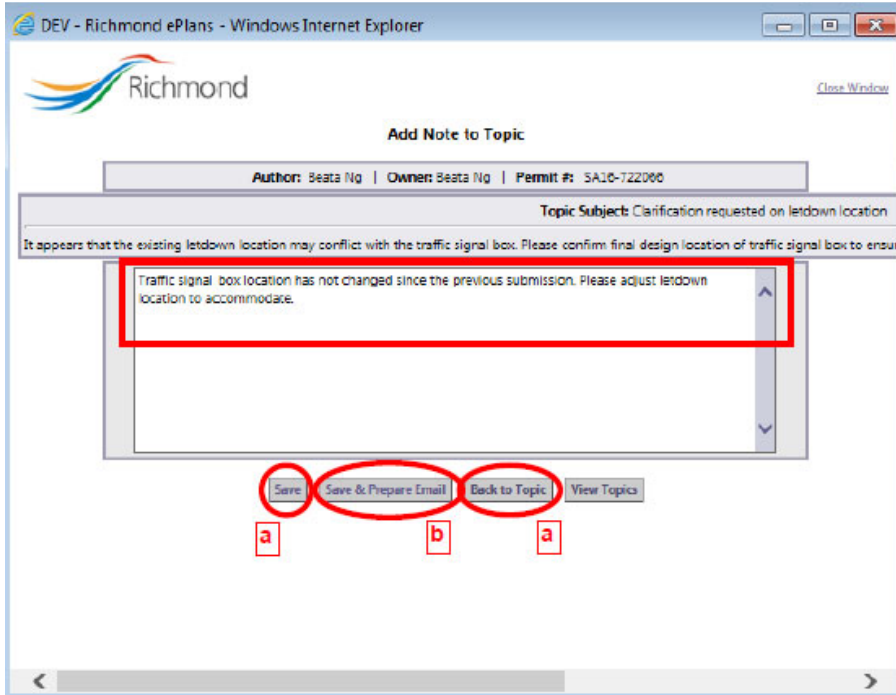 DEV - Richmond ePlans - Windows Internet Explorer
Richmond
Close Window
Add Note to Topic
Author: Beata Ng | Owner: Beata Ng | Permit #: SA16-722066
Topic Subject: Clarification requested on letdown location
It appears that the existing letdown location may conflict with the traffic signal box. Please confirm final design location of traffic signal box to ensu
Traffic signal box location has not changed since the previous submission. Please adjust letdown
location to accommodate.
Save Save & Prepare Email Back to Topic View Topics
a b a